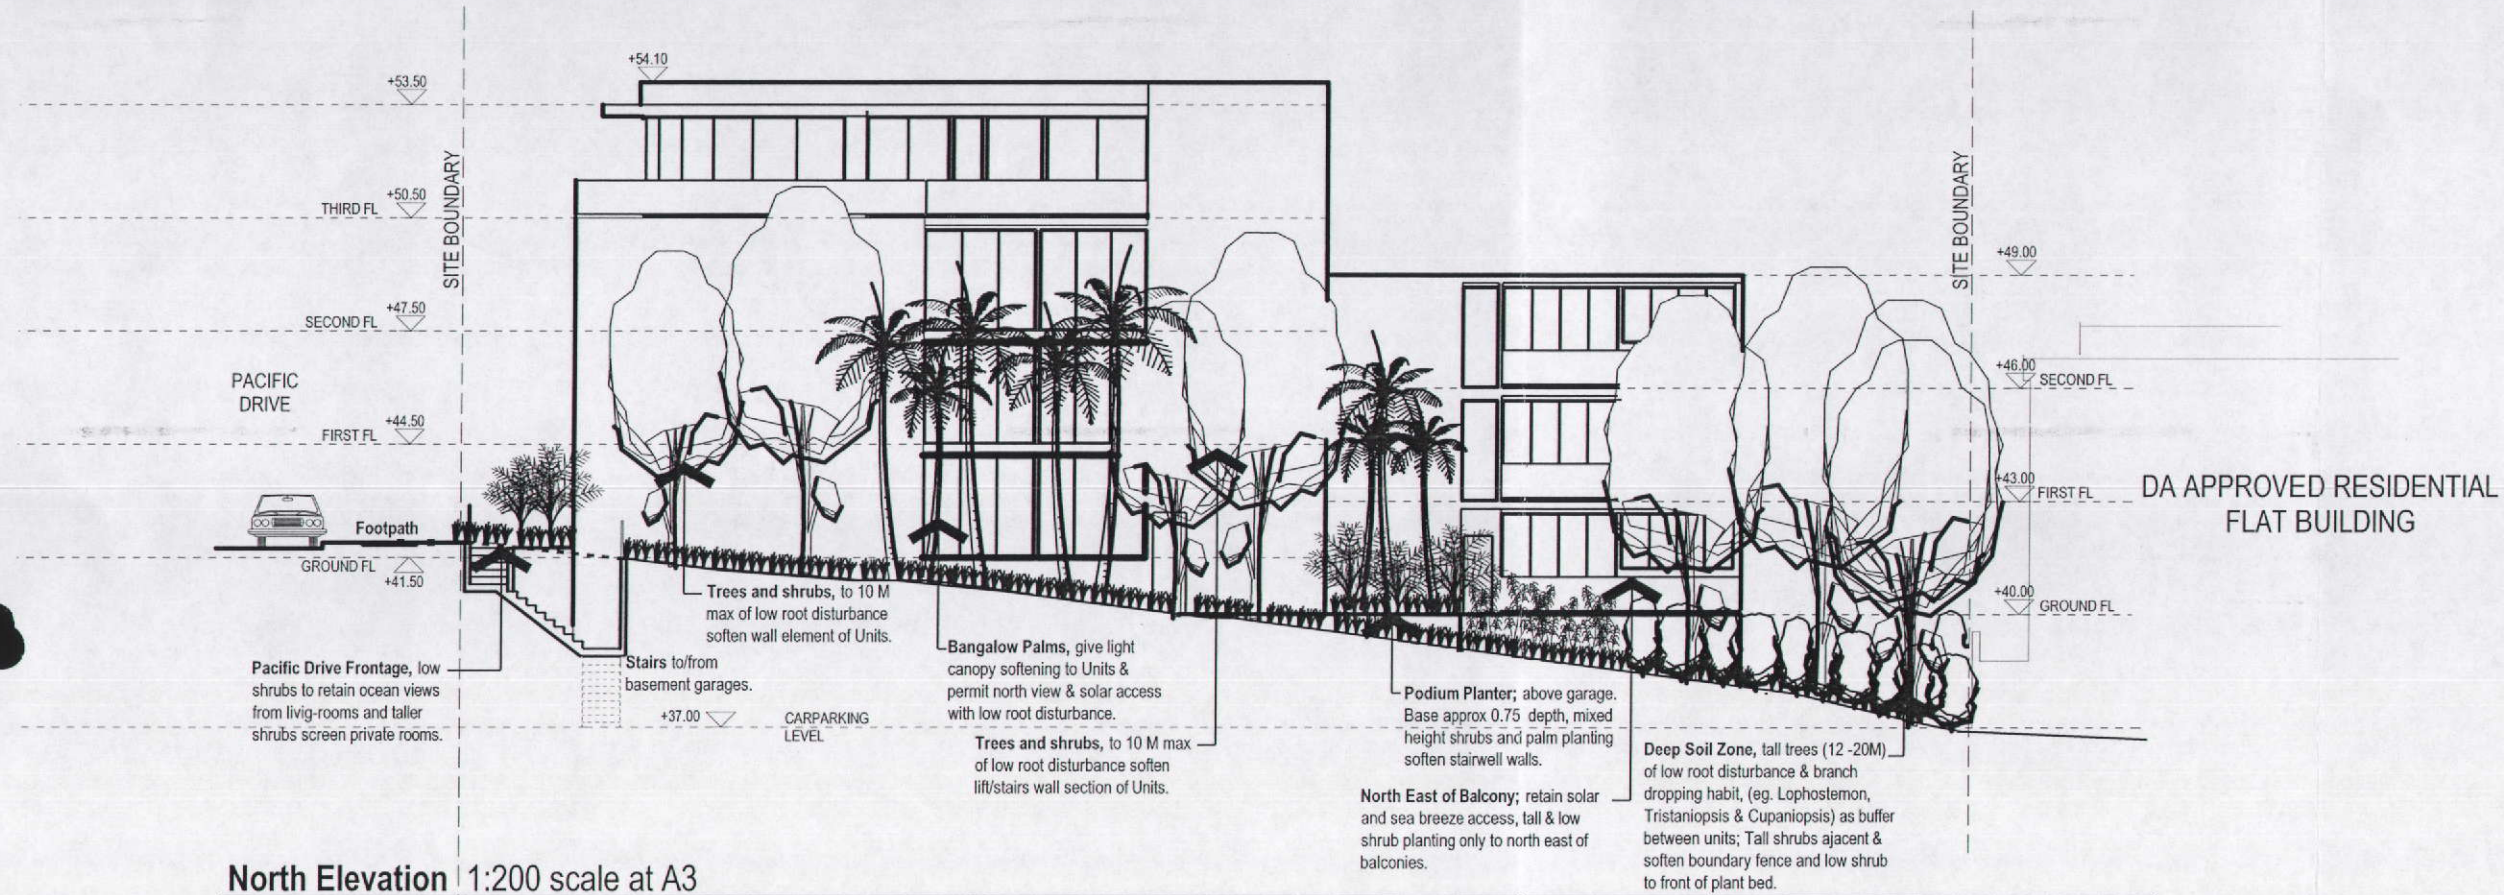 +54.10
+53.50
SITE BOUNDARY
THIRD FL +50.50
SECOND FL +47.50
PACIFIC
DRIVE
FIRST FL +44.50
Footpath
GROUND FL
+41.50
SITE BOUNDARY
+49.00
+46.00 SECOND FL
+43.00 FIRST FL
+40.00 GROUND FL
DA APPROVED RESIDENTIAL
FLAT BUILDING
Pacific Drive Frontage, low
shrubs to retain ocean views
from livig-rooms and taller
shrubs screen private rooms.
Stairs to/from
basement garages.
+37.00
CARPARKING
LEVEL
Trees and shrubs, to 10 M
max of low root disturbance
soften wall element of Units.
Bangalow Palms, give light
canopy softening to Units &
permit north view & solar access
with low root disturbance.
Trees and shrubs, to 10 M max
of low root disturbance soften
lift/stairs wall section of Units.
Podium Planter; above garage.
Base approx 0.75 depth, mixed
height shrubs and palm planting
soften stairwell walls.
North East of Balcony; retain solar
and sea breeze access, tall & low
shrub planting only to north east of
balconies.
Deep Soil Zone, tall trees (12 -20M)
of low root disturbance & branch
dropping habit, (eg. Lophostemon,
Tristaniopsis & Cupaniopsis) as buffer
between units; Tall shrubs ajacent &
soften boundary fence and low shrub
to front of plant bed.
North Elevation 1:200 scale at A3